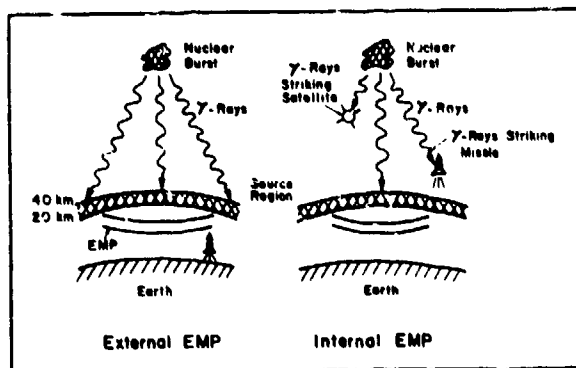 Nuclear
Burst
γ-Rays
40 km
20 km
EMP
Earth
External EMP
Nuclear
Burst
γ-Rays
Striking
Satellite
γ-Rays
γ-Rays Striking
Missle
Source
Region
Earth
Internal EMP